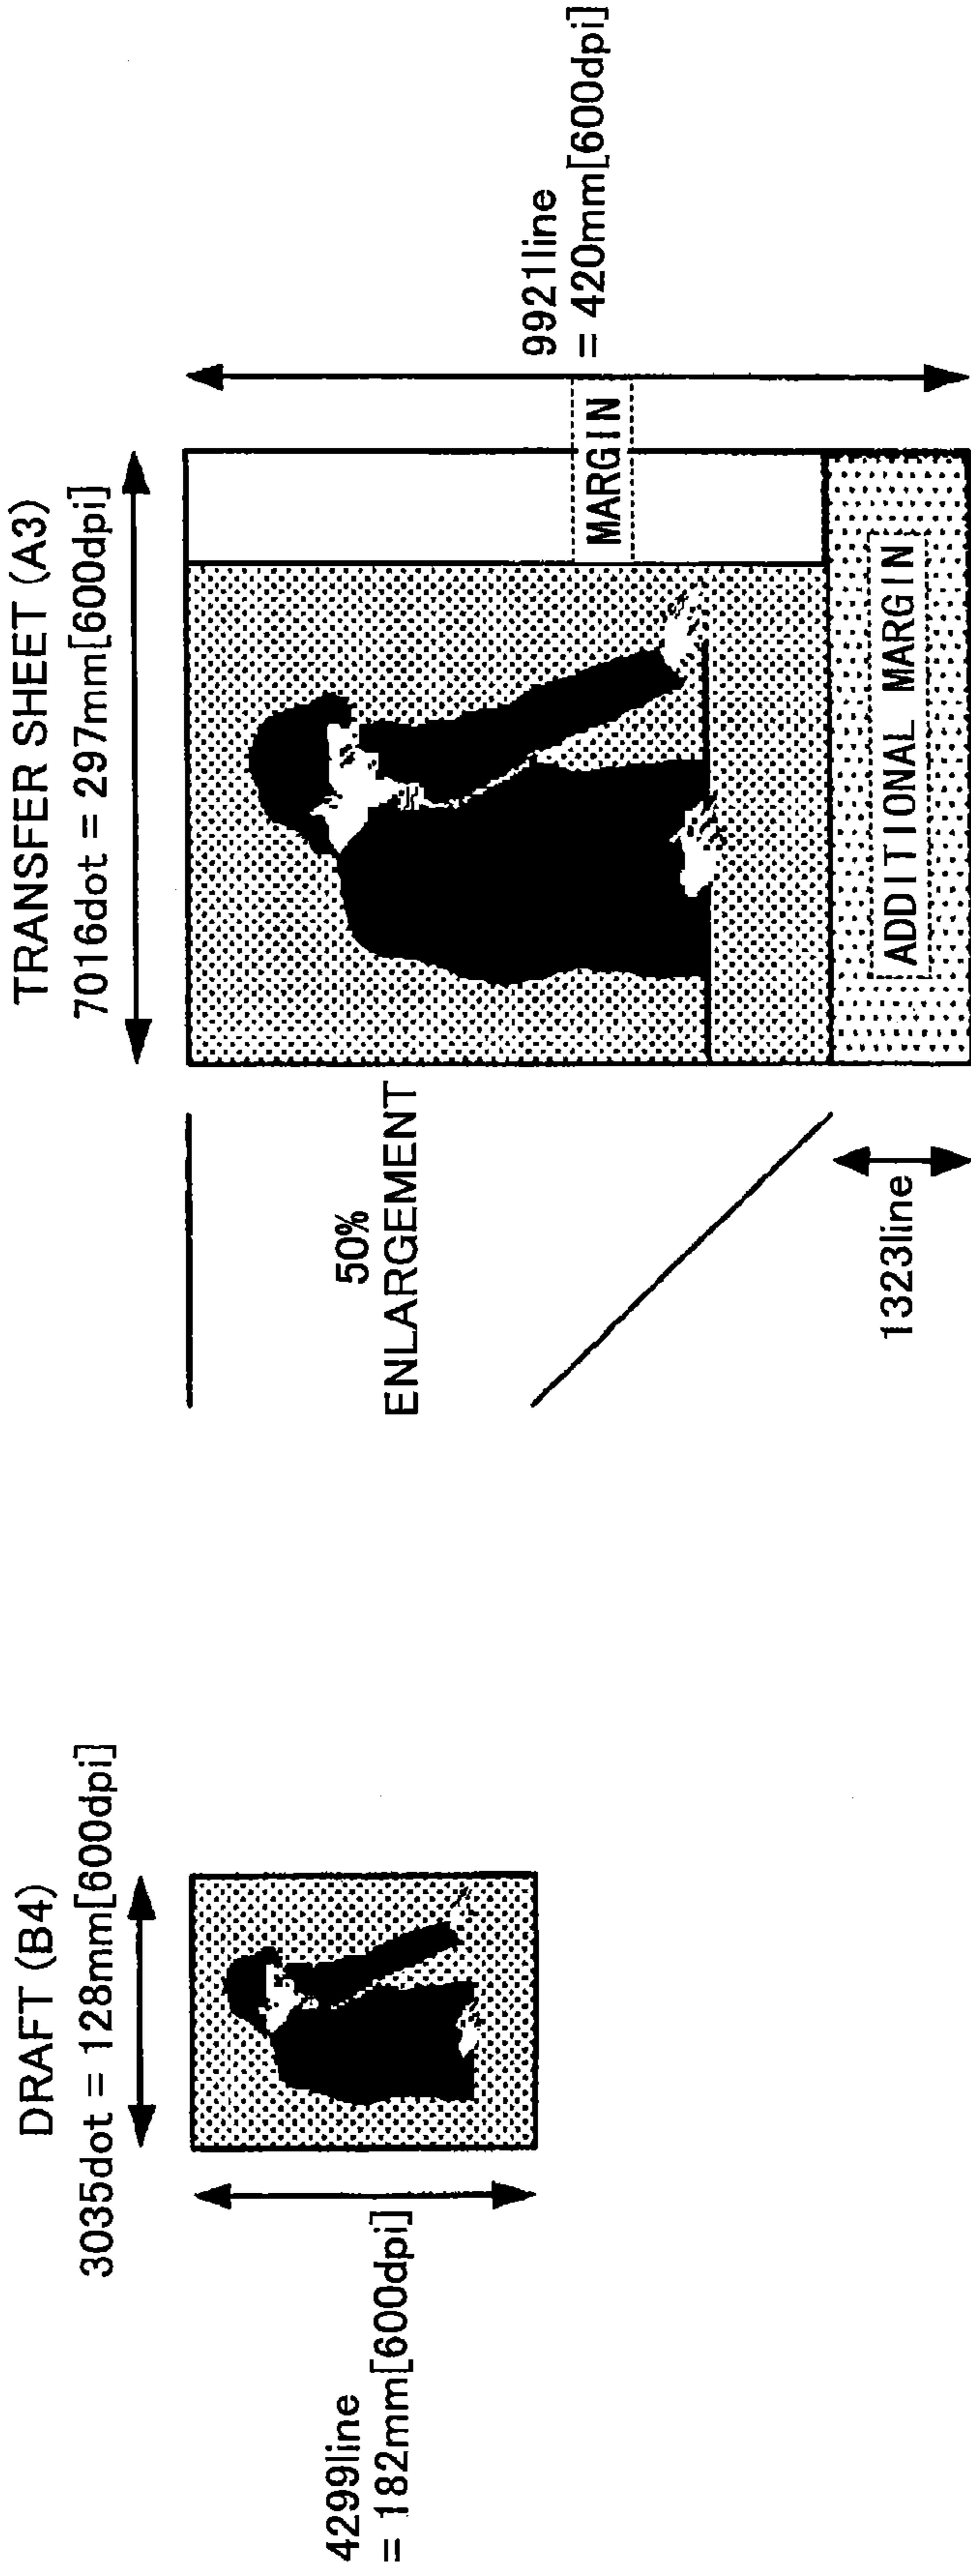 DRAFT (B4)
3035dot = 128mm[600dpi]
4299line
= 182mm[600dpi]
50%
ENLARGEMENT
TRANSFER SHEET (A3)
7016dot = 297mm[600dpi]
MARGIN
9921line
= 420mm[600dpi]
ADDITIONAL MARGIN
1323line